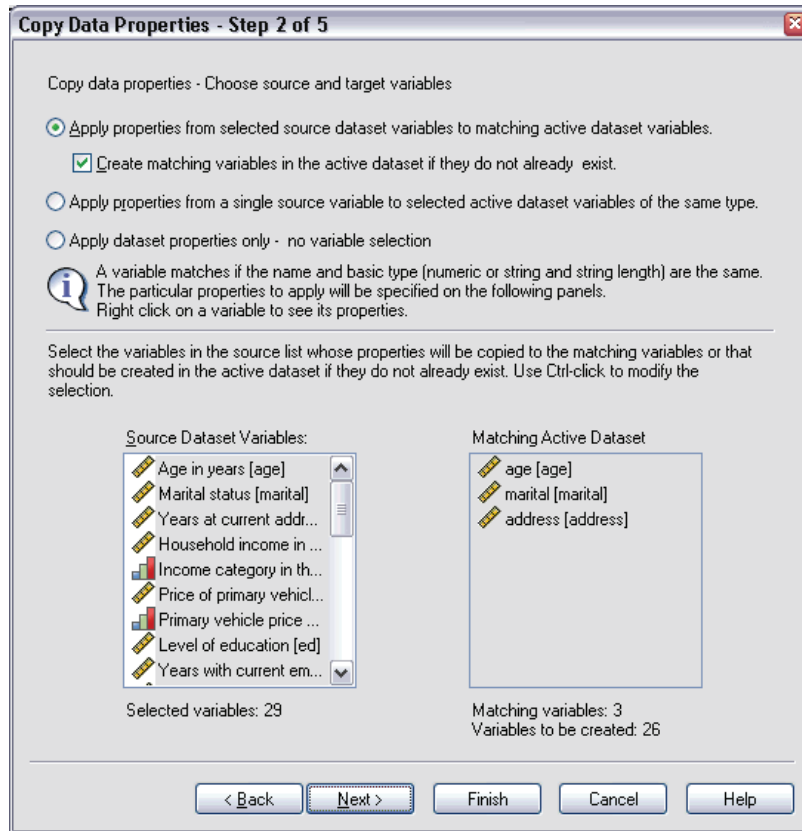 Copy Data Properties - Step 2 of 5
Copy data properties - Choose source and target variables
Apply properties from selected source dataset variables to matching active dataset variables.
Create matching variables in the active dataset if they do not already exist.
Apply properties from a single source variable to selected active dataset variables of the same type.
Apply dataset properties only - no variable selection
A variable matches if the name and basic type (numeric or string and string length) are the same.
The particular properties to apply will be specified on the following panels.
Right click on a variable to see its properties.
Select the variables in the source list whose properties will be copied to the matching variables or that
should be created in the active dataset if they do not already exist. Use Ctrl-click to modify the
selection.
Source Dataset Variables:
Age in years [age]
Marital status [marital]
Years at current addr...
Household income in ...
Income category in th...
Price of primary vehicl...
Primary vehicle price ...
Level of education [ed]
Years with current em...
Selected variables: 29
Matching Active Dataset
age [age]
marital [marital]
address [address]
Matching variables: 3
Variables to be created: 26
< Back
Next >
Finish
Cancel
Help